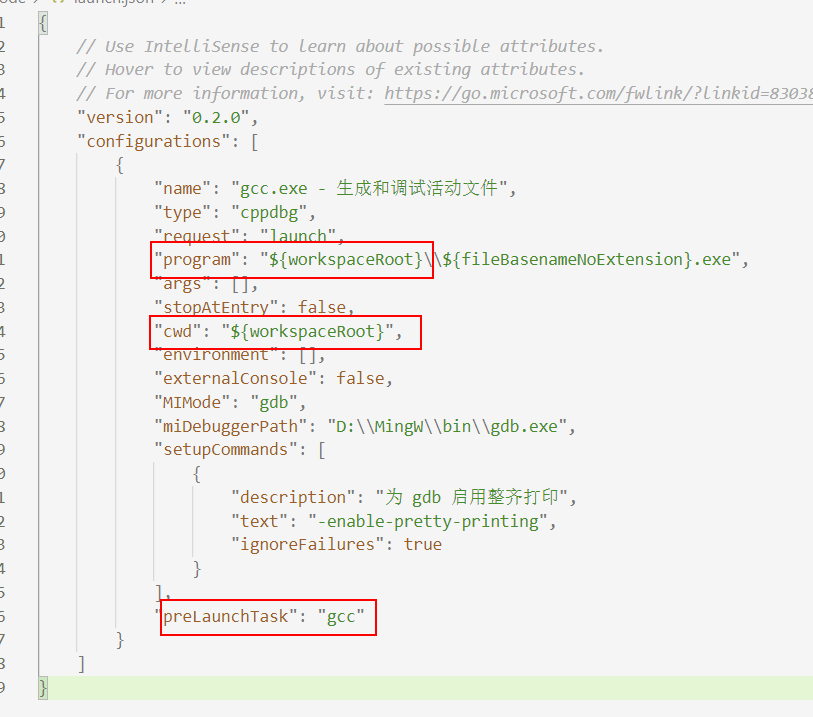 launch.json > ...
1 {
2 // Use IntelliSense to learn about possible attributes.
3 // Hover to view descriptions of existing attributes.
4 // For more information, visit: https://go.microsoft.com/fwlink/?linkid=8303
5 "version": "0.2.0",
6 "configurations": [
7 {
8 "name": "gcc.exe - 生成和调试活动文件",
9 "type": "cppdbg",
0 "request": "launch",
1 "program": "${workspaceRoot}\\${fileBasenameNoExtension}.exe",
2 "args": [],
3 "stopAtEntry": false,
4 "cwd": "${workspaceRoot}",
5 "environment": [],
6 "externalConsole": false,
7 "MIMode": "gdb",
8 "miDebuggerPath": "D:\\MingW\\bin\\gdb.exe",
9 "setupCommands": [
0 {
1 "description": "为 gdb 启用整齐打印",
2 "text": "-enable-pretty-printing",
3 "ignoreFailures": true
4 }
5 ],
6 "preLaunchTask": "gcc"
7 }
8 ]
9 }